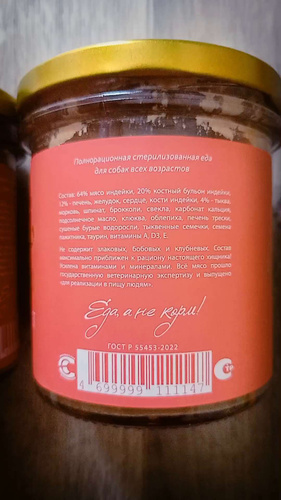 Полнорационная стерилизованная еда
для собак всех возрастов
Состав: 64% мясо индейки, 20% костный бульон индейки,
12% - печень, желудок, сердце, кости индейки, 4% - тыква,
морковь, шпинат, брокколи, свекла, карбонат кальция,
подсолнечное масло, клюква, облепиха, печень трески,
сушеные бурые водоросли, тыквенные семечки, семена
пажитника, таурин, витамины А, D3, Е.
Не содержит злаковых, бобовых и клубневых. Состав
максимально приближен к рациону настоящего хищника!
Усилена витаминами и минералами. Всё мясо прошло
государственную ветеринарную экспертизу и выпущено
«для реализации в пищу людям»
Еда, а не корм!
ГОСТ Р 55453-2022
4 699999 111147